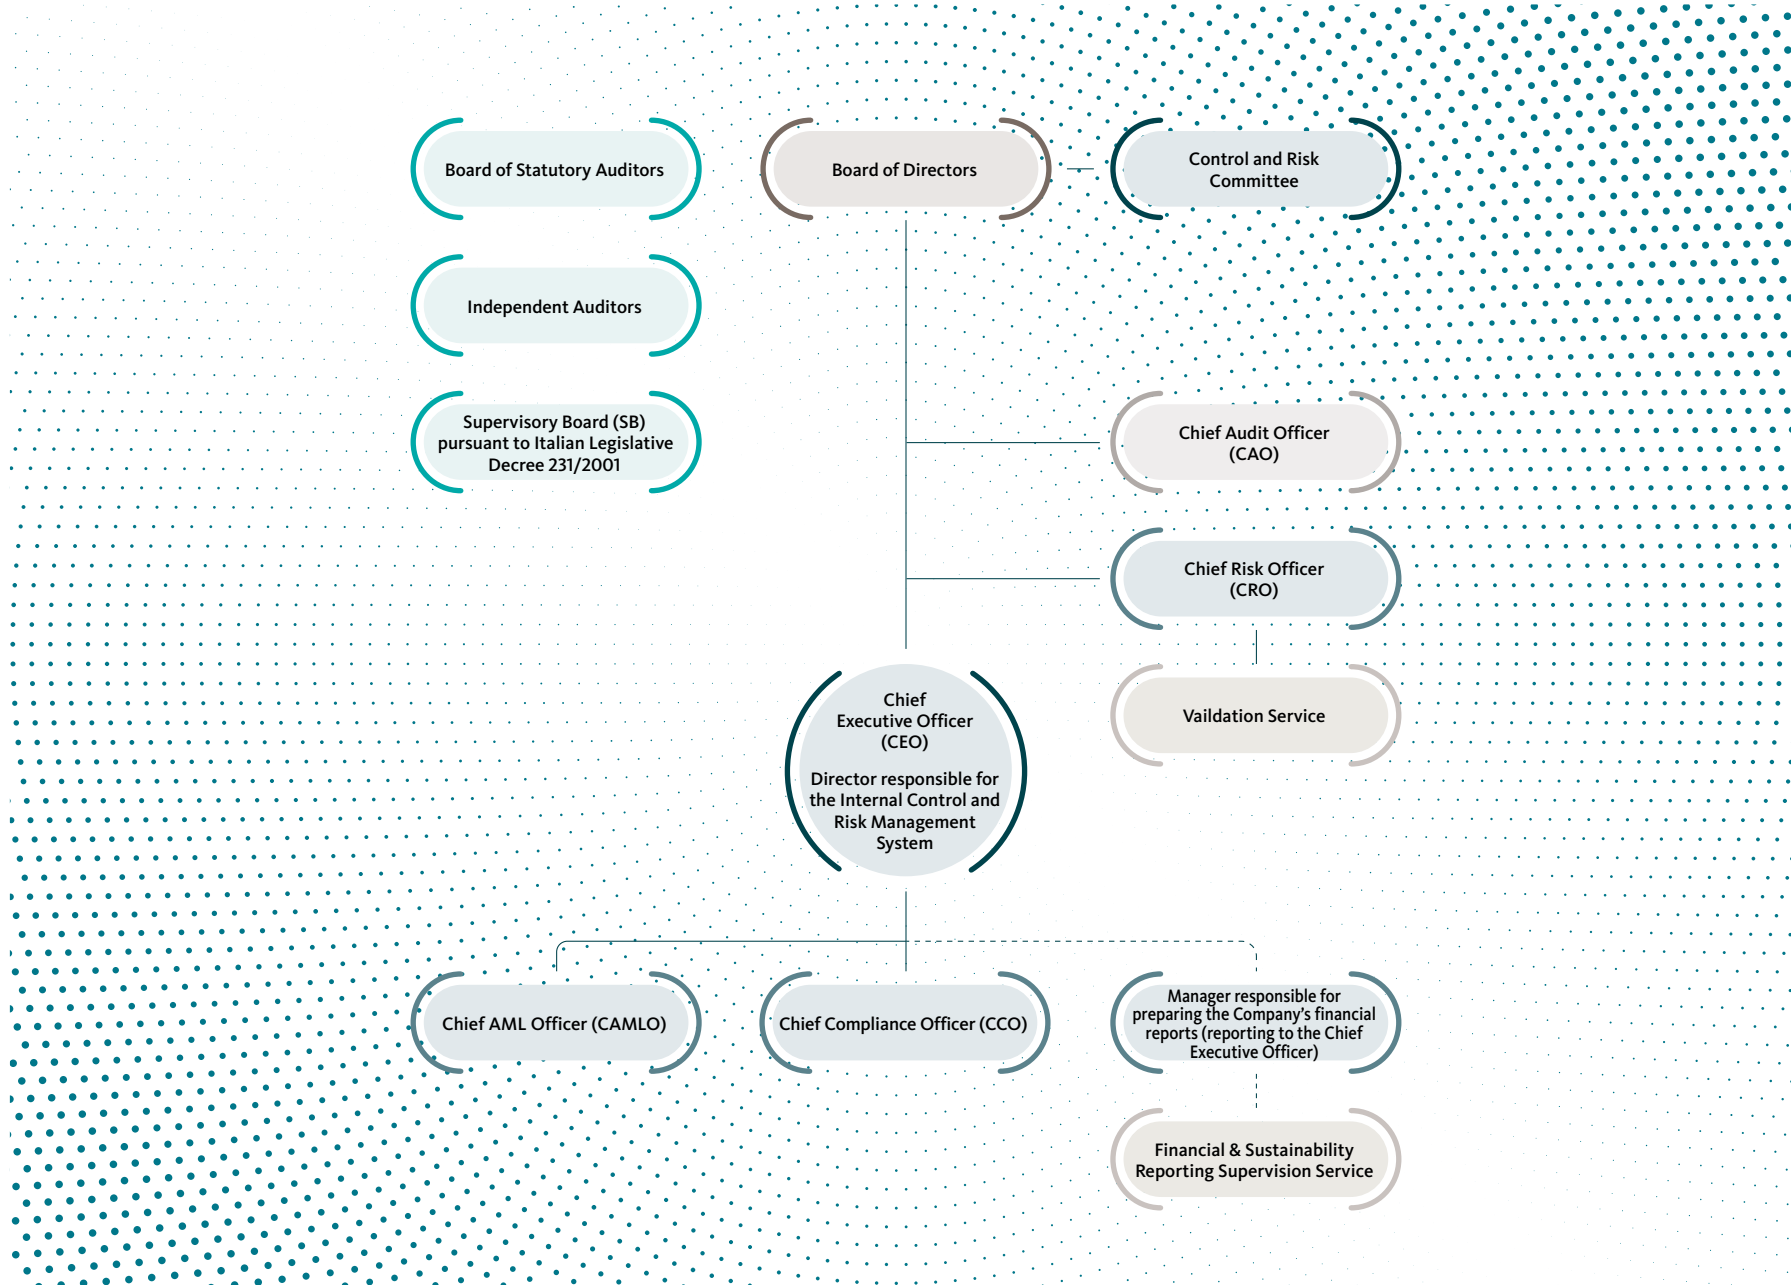 Board of Statutory Auditors
Board of Directors
Control and Risk
Committee
Independent Auditors
Supervisory Board (SB)
pursuant to Italian Legislative
Decree 231/2001
Chief Audit Officer
(CAO)
Chief Risk Officer
(CRO)
Vaildation Service
Chief
Executive Officer
(CEO)
Director responsible for
the Internal Control and
Risk Management
System
Chief AML Officer (CAMLO)
Chief Compliance Officer (CCO)
Manager responsible for
preparing the Company’s financial
reports (reporting to the Chief
Executive Officer)
Financial & Sustainability
Reporting Supervision Service